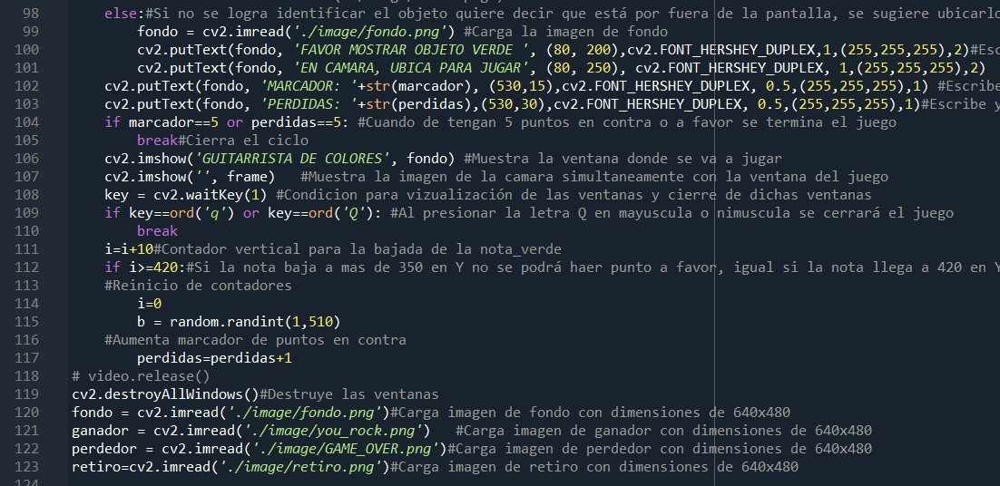 98 else:#Si no se logra identificar el objeto quiere decir que está por fuera de la pantalla, se sugiere ubicarlo
99 fondo = cv2.imread('./image/fondo.png') #Carga la imagen de fondo
100 cv2.putText(fondo, 'FAVOR MOSTRAR OBJETO VERDE ', (80, 200),cv2.FONT_HERSHEY_DUPLEX,1,(255,255,255),2)#Esc
101 cv2.putText(fondo, 'EN CAMARA, UBICA PARA JUGAR', (80, 250), cv2.FONT_HERSHEY_DUPLEX, 1,(255,255,255),2)
102 cv2.putText(fondo, 'MARCADOR: '+str(marcador), (530,15),cv2.FONT_HERSHEY_DUPLEX, 0.5,(255,255,255),1) #Escribe
103 cv2.putText(fondo, 'PERDIDAS: '+str(perdidas),(530,30),cv2.FONT_HERSHEY_DUPLEX, 0.5,(255,255,255),1)#Escribe y
104 if marcador==5 or perdidas==5: #Cuando de tengan 5 puntos en contra o a favor se termina el juego
105 break#Cierra el ciclo
106 cv2.imshow('GUITARRISTA DE COLORES', fondo) #Muestra la ventana donde se va a jugar
107 cv2.imshow('', frame) #Muestra la imagen de la camara simultaneamente con la ventana del juego
108 key = cv2.waitKey(1) #Condicion para vizualización de las ventanas y cierre de dichas ventanas
109 if key==ord('q') or key==ord('Q'): #Al presionar la letra Q en mayuscula o nimuscula se cerrará el juego
110 break
111 i=i+10#Contador vertical para la bajada de la nota_verde
112 if i>=420:#Si la nota baja a mas de 350 en Y no se podrá haer punto a favor, igual si la nota llega a 420 en Y
113 #Reinicio de contadores
114 i=0
115 b = random.randint(1,510)
116 #Aumenta marcador de puntos en contra
117 perdidas=perdidas+1
118 # video.release()
119 cv2.destroyAllWindows()#Destruye las ventanas
120 fondo = cv2.imread('./image/fondo.png')#Carga imagen de fondo con dimensiones de 640x480
121 ganador = cv2.imread('./image/you_rock.png') #Carga imagen de ganador con dimensiones de 640x480
122 perdedor = cv2.imread('./image/GAME_OVER.png')#Carga imagen de perdedor con dimensiones de 640x480
123 retiro=cv2.imread('./image/retiro.png')#Carga imagen de retiro con dimensiones de 640x480